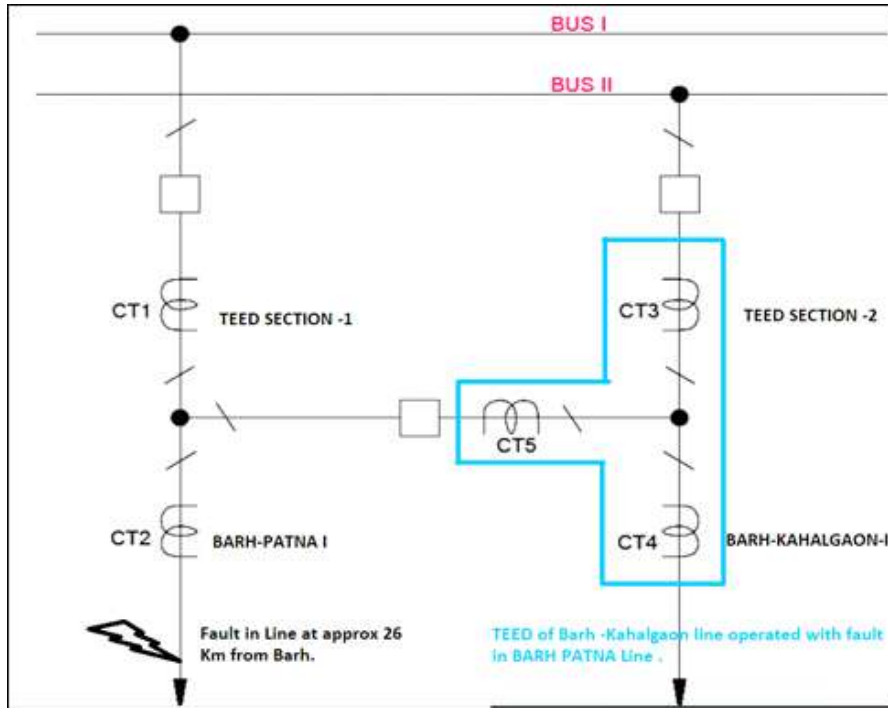 BUS I
BUS II
CT1
TEED SECTION -1
CT3
TEED SECTION -2
CT5
CT2
BARH-PATNA I
CT4
BARH-KAHALGAON-I
Fault in Line at approx 26
Km from Barh.
TEED of Barh -Kahalgaon line operated with fault
in BARH PATNA Line .